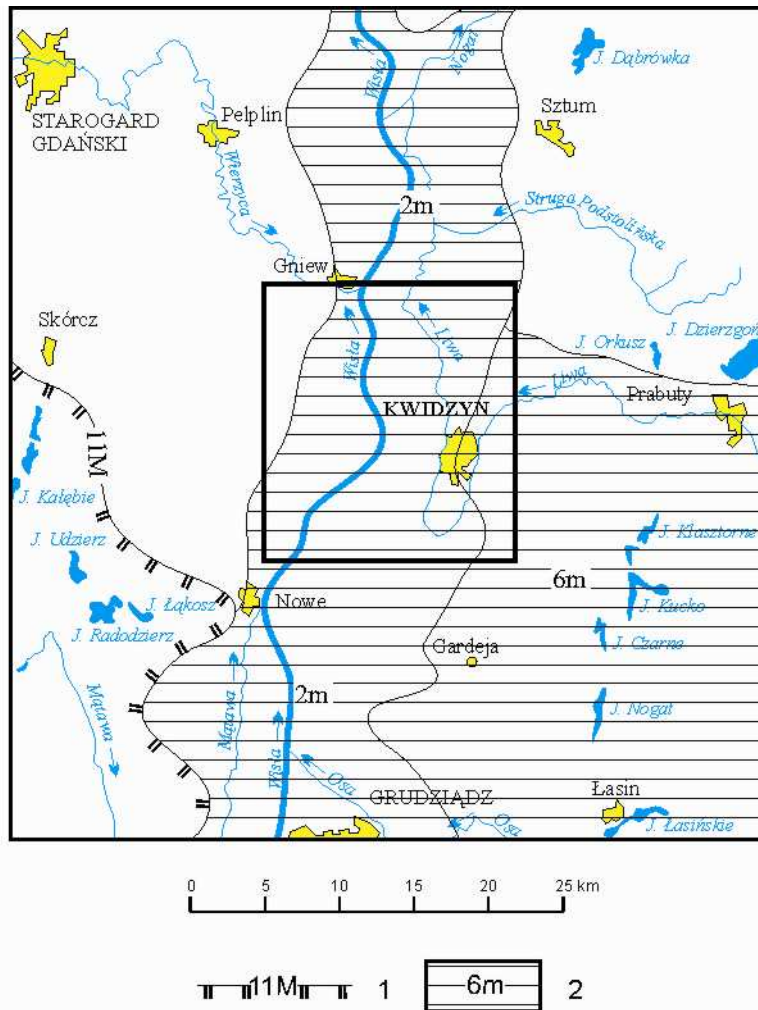 Nogat
J. Dąbrówka
Wisła
STAROGARD
GDAŃSKI
Pelplin
Sztum
Wierzyca
2m
Struga Podstolińska
Gniew
Skórcz
Wisła
Liwa
J. Orkusz
J. Dzierzgoń
Liwa
Prabuty
KWIDZYN
11M
J. Kałębie
J. Udzierz
J. Klasztorne
6m
J. Łąkosz
Nowe
J. Kucko
J. Radodzierz
J. Czarne
Gardeja
Mątawa
Mątawa
2m
Wisła
J. Nogat
Osa
GRUDZIĄDZ
Łasin
Osa
J. Łasińskie
0 5 10 15 20 25 km
11M 1 6m 2